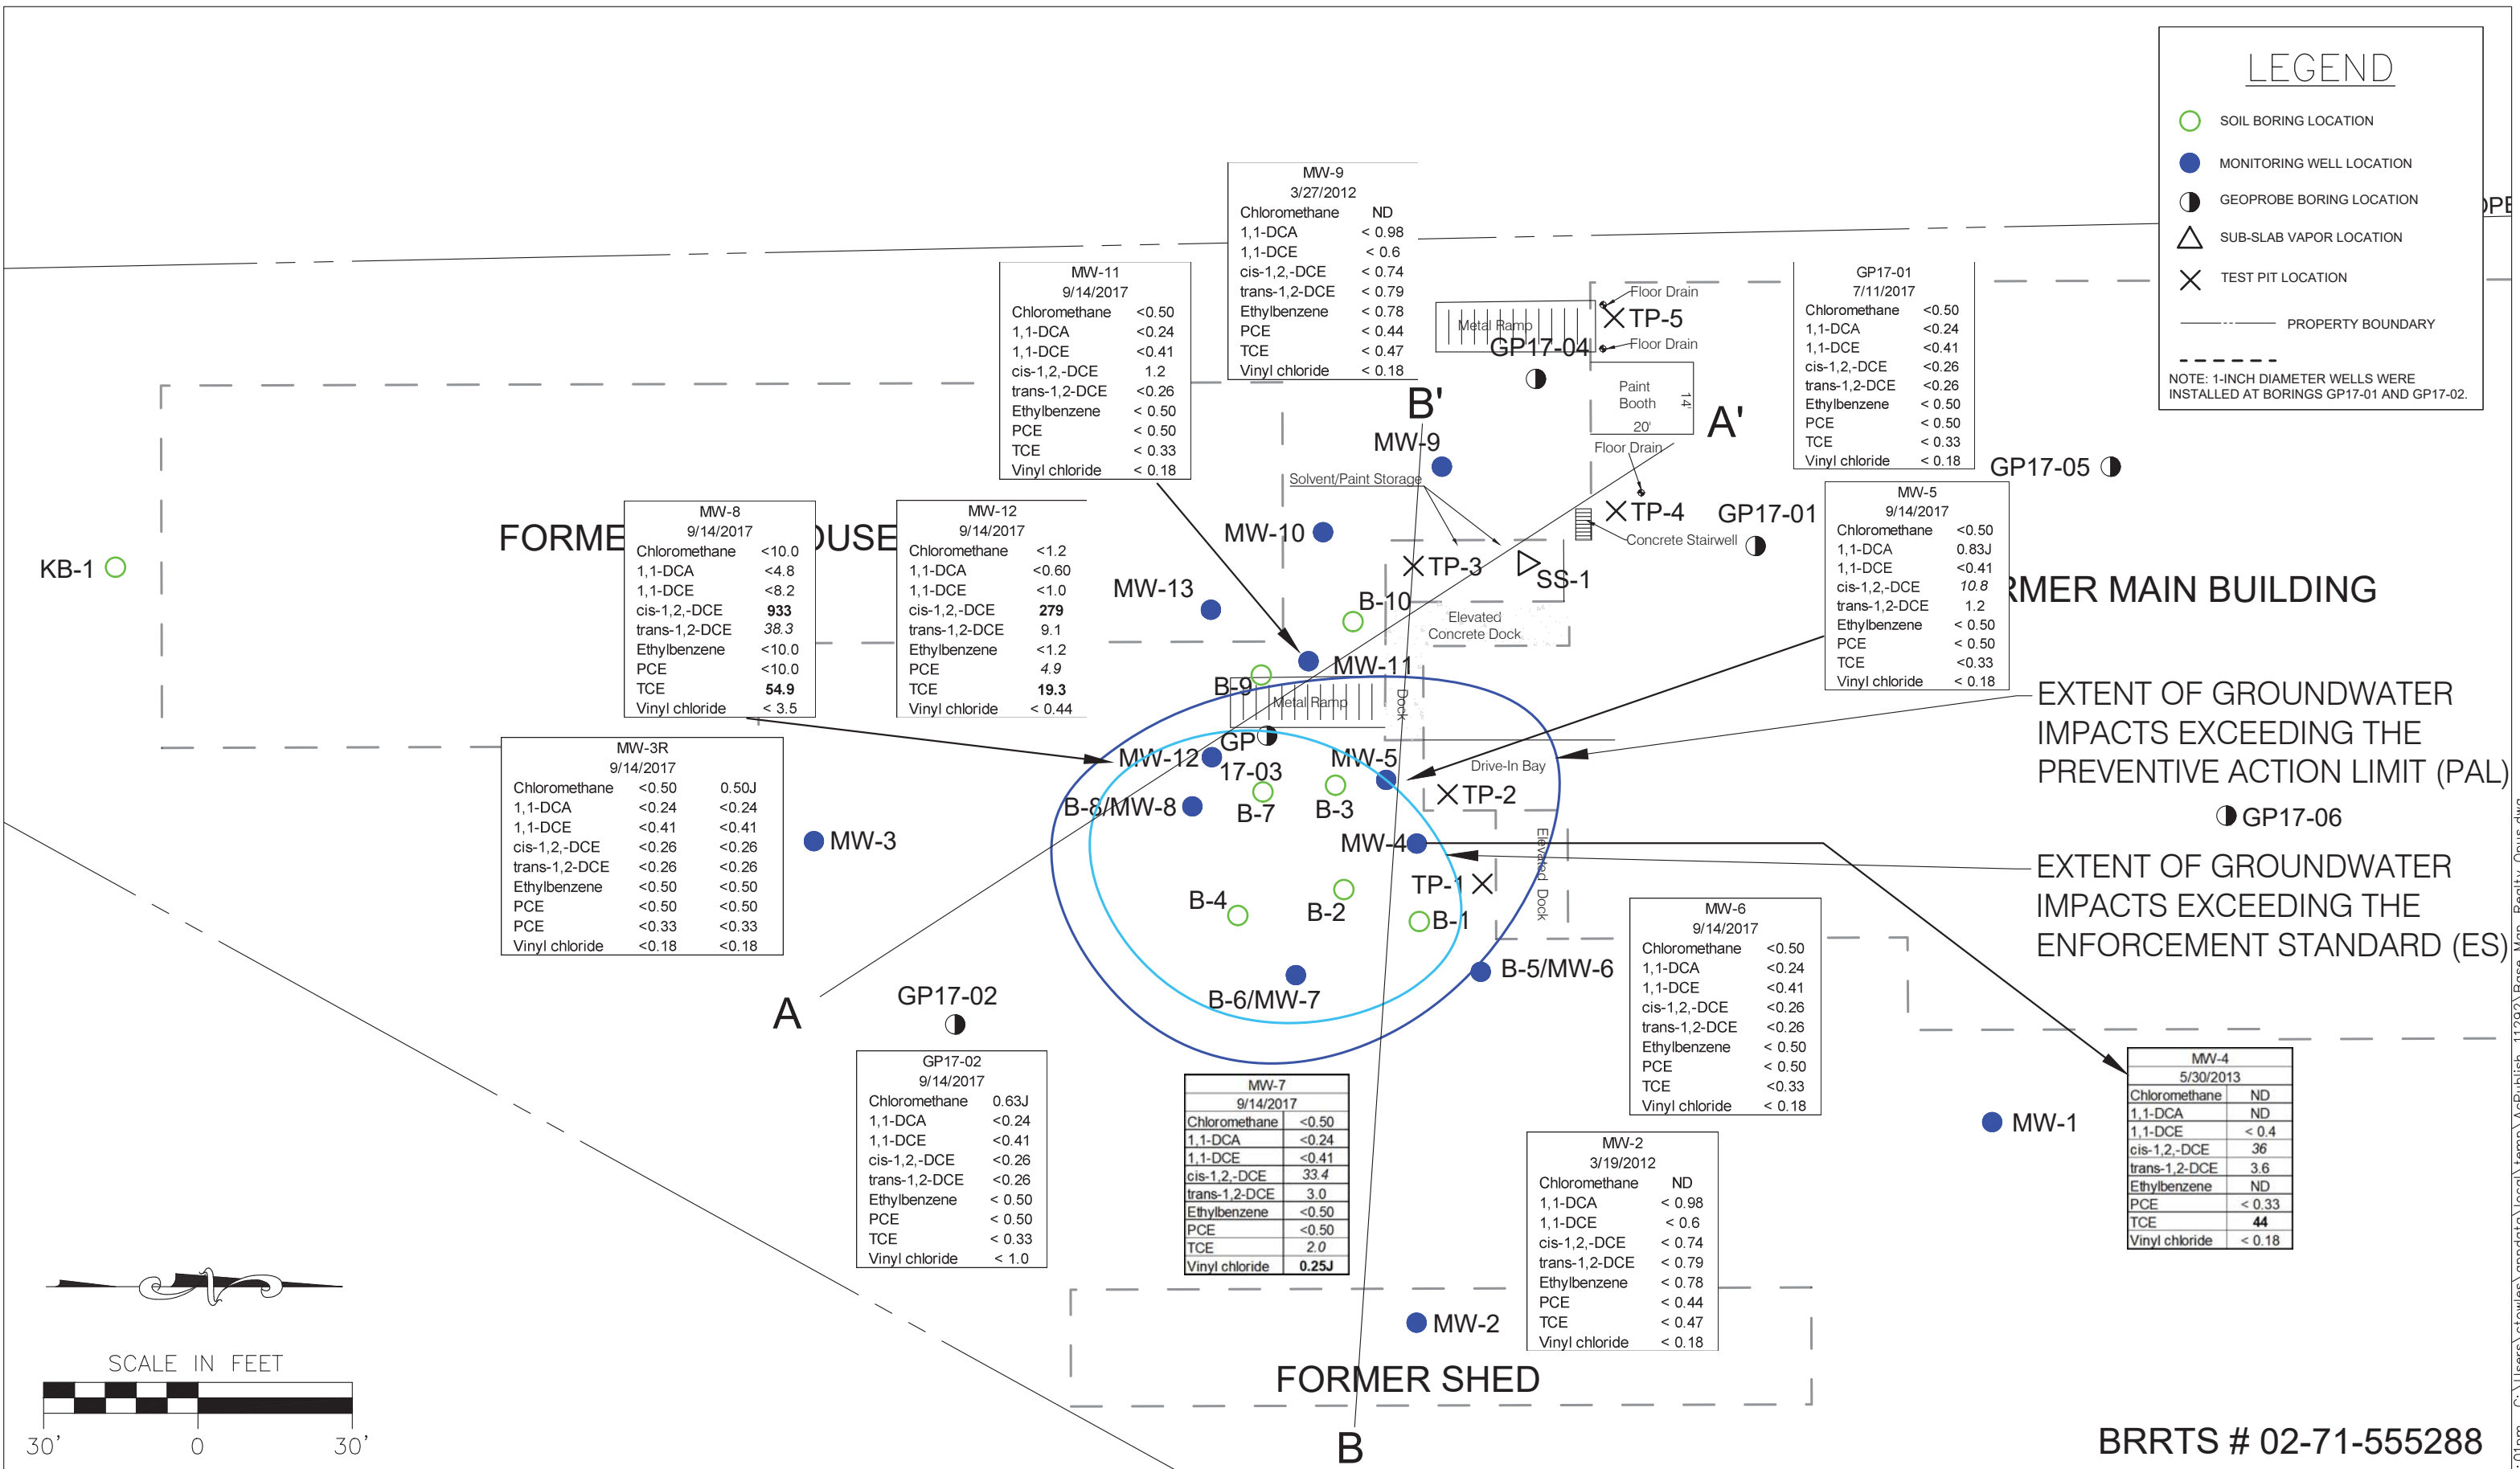 LEGEND
SOIL BORING LOCATION
MONITORING WELL LOCATION
GEOPROBE BORING LOCATION
SUB-SLAB VAPOR LOCATION
TEST PIT LOCATION
PROPERTY BOUNDARY
NOTE: 1-INCH DIAMETER WELLS WERE
INSTALLED AT BORINGS GP17-01 AND GP17-02.
MW-9
3/27/2012
Chloromethane ND
1,1-DCA < 0.98
1,1-DCE < 0.6
cis-1,2,-DCE < 0.74
trans-1,2-DCE < 0.79
Ethylbenzene < 0.78
PCE < 0.44
TCE < 0.47
Vinyl chloride < 0.18
MW-11
9/14/2017
Chloromethane <0.50
1,1-DCA <0.24
1,1-DCE <0.41
cis-1,2,-DCE 1.2
trans-1,2-DCE <0.26
Ethylbenzene < 0.50
PCE < 0.50
TCE < 0.33
Vinyl chloride < 0.18
GP17-01
7/11/2017
Chloromethane <0.50
1,1-DCA <0.24
1,1-DCE <0.41
cis-1,2,-DCE <0.26
trans-1,2-DCE <0.26
Ethylbenzene < 0.50
PCE < 0.50
TCE < 0.33
Vinyl chloride < 0.18
Floor Drain
TP-5
Floor Drain
Metal Ramp
GP17-04
Paint
Booth
14'
20'
B'
A'
MW-9
Floor Drain
Solvent/Paint Storage
GP17-05
MW-5
9/14/2017
Chloromethane <0.50
1,1-DCA 0.83J
1,1-DCE <0.41
cis-1,2,-DCE 10.8
trans-1,2-DCE 1.2
Ethylbenzene < 0.50
PCE < 0.50
TCE <0.33
Vinyl chloride < 0.18
MW-8
9/14/2017
Chloromethane <10.0
1,1-DCA <4.8
1,1-DCE <8.2
cis-1,2,-DCE 933
trans-1,2-DCE 38.3
Ethylbenzene <10.0
PCE <10.0
TCE 54.9
Vinyl chloride < 3.5
MW-12
9/14/2017
Chloromethane <1.2
1,1-DCA <0.60
1,1-DCE <1.0
cis-1,2,-DCE 279
trans-1,2-DCE 9.1
Ethylbenzene <1.2
PCE 4.9
TCE 19.3
Vinyl chloride < 0.44
FORME
OUSE
KB-1
MW-10
MW-13
TP-4
GP17-01
Concrete Stairwell
TP-3
SS-1
RMER MAIN BUILDING
B-10
Elevated
Concrete Dock
MW-11
B-9
Metal Ramp
Dock
EXTENT OF GROUNDWATER
IMPACTS EXCEEDING THE
PREVENTIVE ACTION LIMIT (PAL)
MW-3R
9/14/2017
Chloromethane <0.50 0.50J
1,1-DCA <0.24 <0.24
1,1-DCE <0.41 <0.41
cis-1,2,-DCE <0.26 <0.26
trans-1,2-DCE <0.26 <0.26
Ethylbenzene <0.50 <0.50
PCE <0.50 <0.50
PCE <0.33 <0.33
Vinyl chloride <0.18 <0.18
MW-3
GP
17-03
MW-12
MW-5
Drive-In Bay
TP-2
B-8/MW-8
B-7
B-3
MW-4
GP17-06
Elevated Dock
TP-1
B-4
B-2
B-1
EXTENT OF GROUNDWATER
IMPACTS EXCEEDING THE
ENFORCEMENT STANDARD (ES)
B-5/MW-6
B-6/MW-7
A
GP17-02
MW-6
9/14/2017
Chloromethane <0.50
1,1-DCA <0.24
1,1-DCE <0.41
cis-1,2,-DCE <0.26
trans-1,2-DCE <0.26
Ethylbenzene < 0.50
PCE < 0.50
TCE <0.33
Vinyl chloride < 0.18
GP17-02
9/14/2017
Chloromethane 0.63J
1,1-DCA <0.24
1,1-DCE <0.41
cis-1,2,-DCE <0.26
trans-1,2-DCE <0.26
Ethylbenzene < 0.50
PCE < 0.50
TCE < 0.33
Vinyl chloride < 1.0
MW-7
9/14/2017
Chloromethane <0.50
1,1-DCA <0.24
1,1-DCE <0.41
cis-1,2,-DCE 33.4
trans-1,2-DCE 3.0
Ethylbenzene <0.50
PCE <0.50
TCE 2.0
Vinyl chloride 0.25J
MW-2
3/19/2012
Chloromethane ND
1,1-DCA < 0.98
1,1-DCE < 0.6
cis-1,2,-DCE < 0.74
trans-1,2-DCE < 0.79
Ethylbenzene < 0.78
PCE < 0.44
TCE < 0.47
Vinyl chloride < 0.18
MW-4
5/30/2013
Chloromethane ND
1,1-DCA ND
1,1-DCE < 0.4
cis-1,2,-DCE 36
trans-1,2-DCE 3.6
Ethylbenzene ND
PCE < 0.33
TCE 44
Vinyl chloride < 0.18
MW-1
MW-2
FORMER SHED
B
N
SCALE IN FEET
30' 0 30'
BRRTS # 02-71-555288